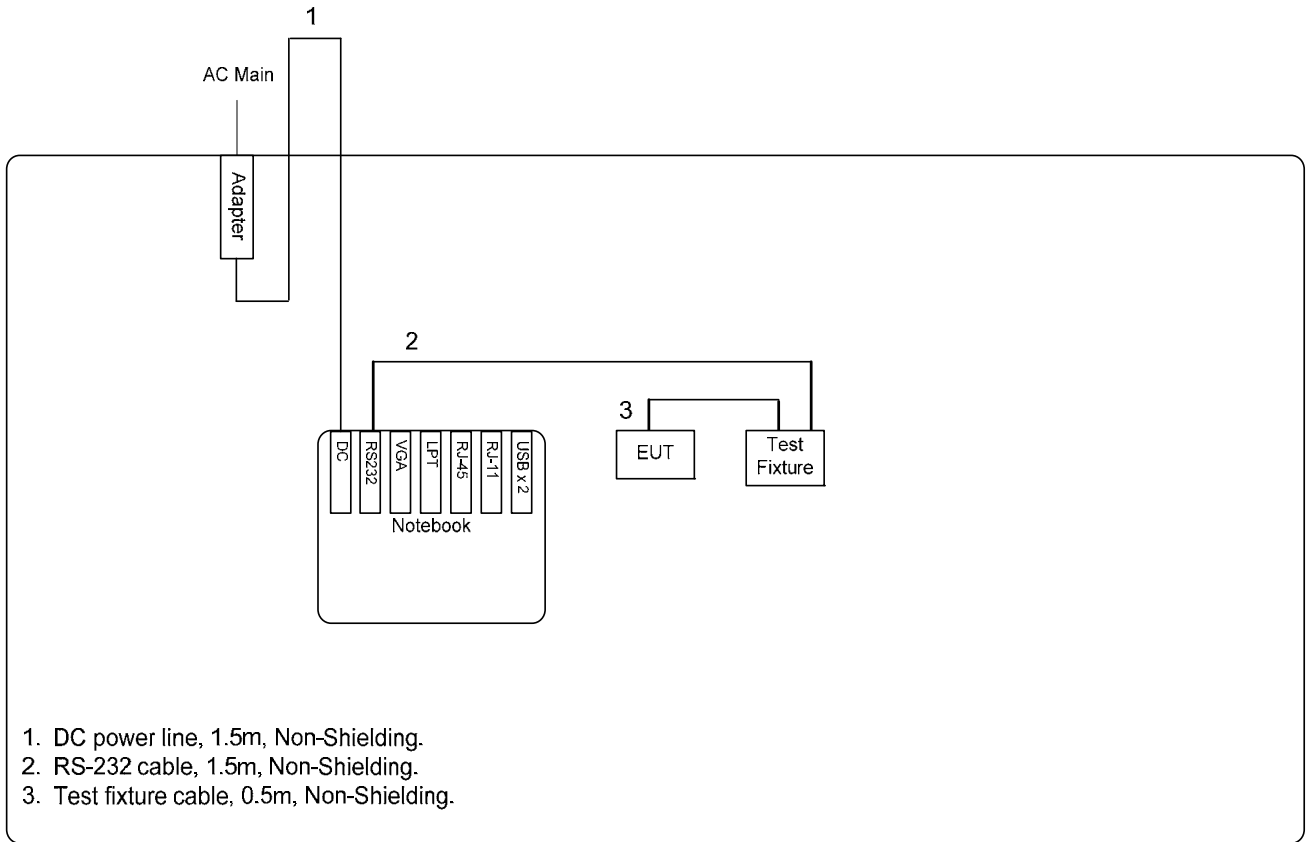 1
AC Main
Adapter
2
3
DC
RS232
VGA
LPT
RJ-45
RJ-11
USB x 2
EUT
Test
Fixture
Notebook
1. DC power line, 1.5m, Non-Shielding.
2. RS-232 cable, 1.5m, Non-Shielding.
3. Test fixture cable, 0.5m, Non-Shielding.